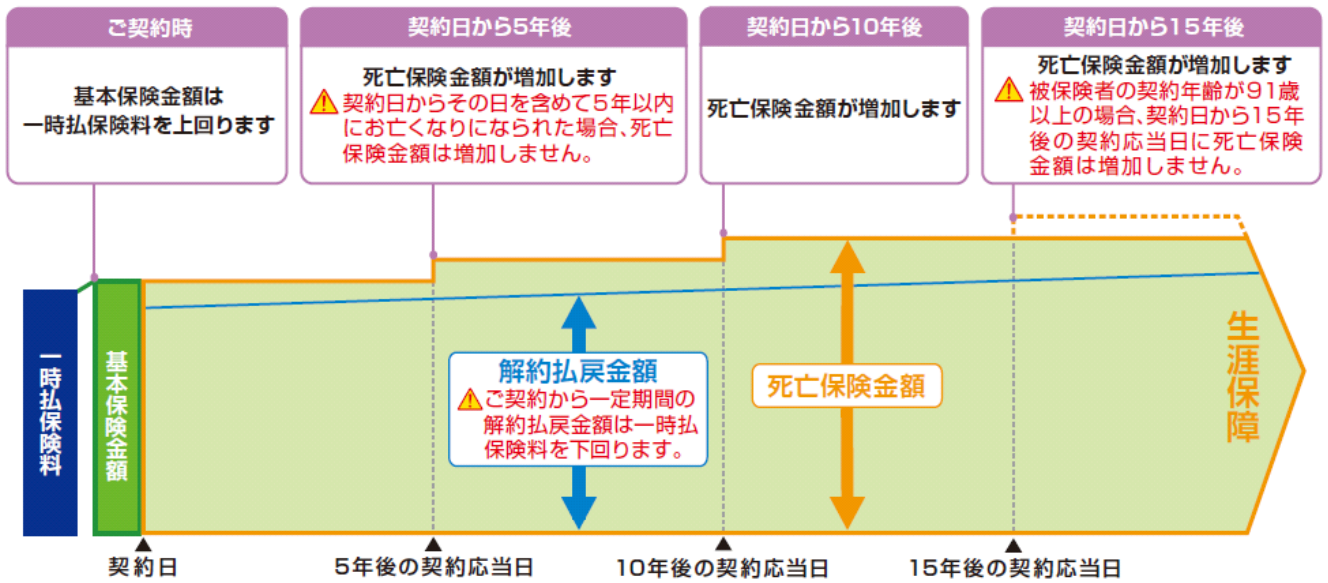 ご契約時
基本保険金額は
一時払保険料を上回ります
契約日から5年後
死亡保険金額が増加します
契約日からその日を含めて5年以内
にお亡くなりになられた場合、死亡
保険金額は増加しません。
契約日から10年後
死亡保険金額が増加します
契約日から15年後
死亡保険金額が増加します
被保険者の契約年齢が91歳
以上の場合、契約日から15年
後の契約応当日に死亡保険
金額は増加しません。
一時払保険料
基本保険金額
解約払戻金額
ご契約から一定期間の
解約払戻金額は一時払
保険料を下回ります。
死亡保険金額
生涯保障
契約日
5年後の契約応当日
10年後の契約応当日
15年後の契約応当日